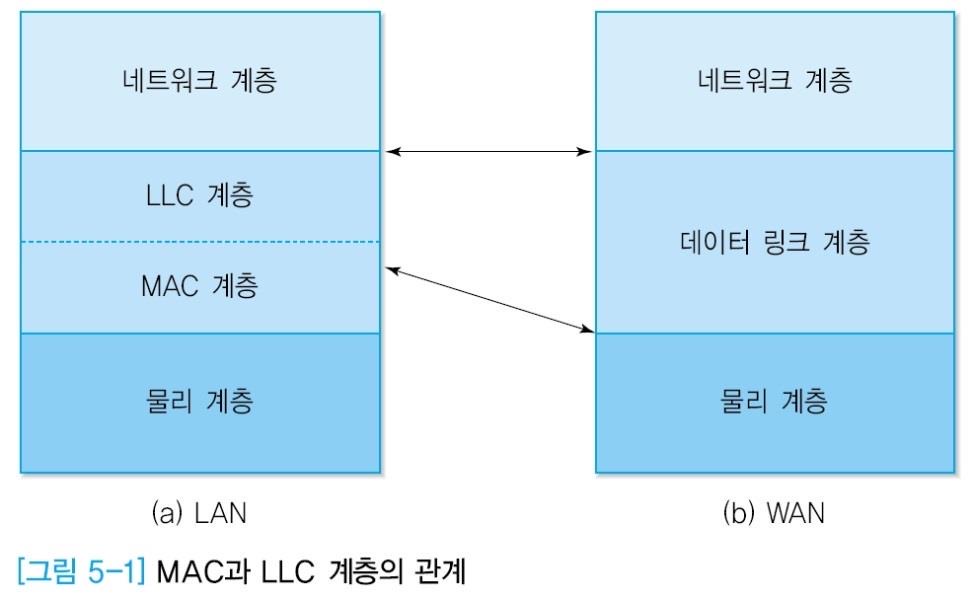 네트워크 계층
LLC 계층
MAC 계층
물리 계층
(a) LAN
네트워크 계층
데이터 링크 계층
물리 계층
(b) WAN
[그림 5-1] MAC과 LLC 계층의 관계